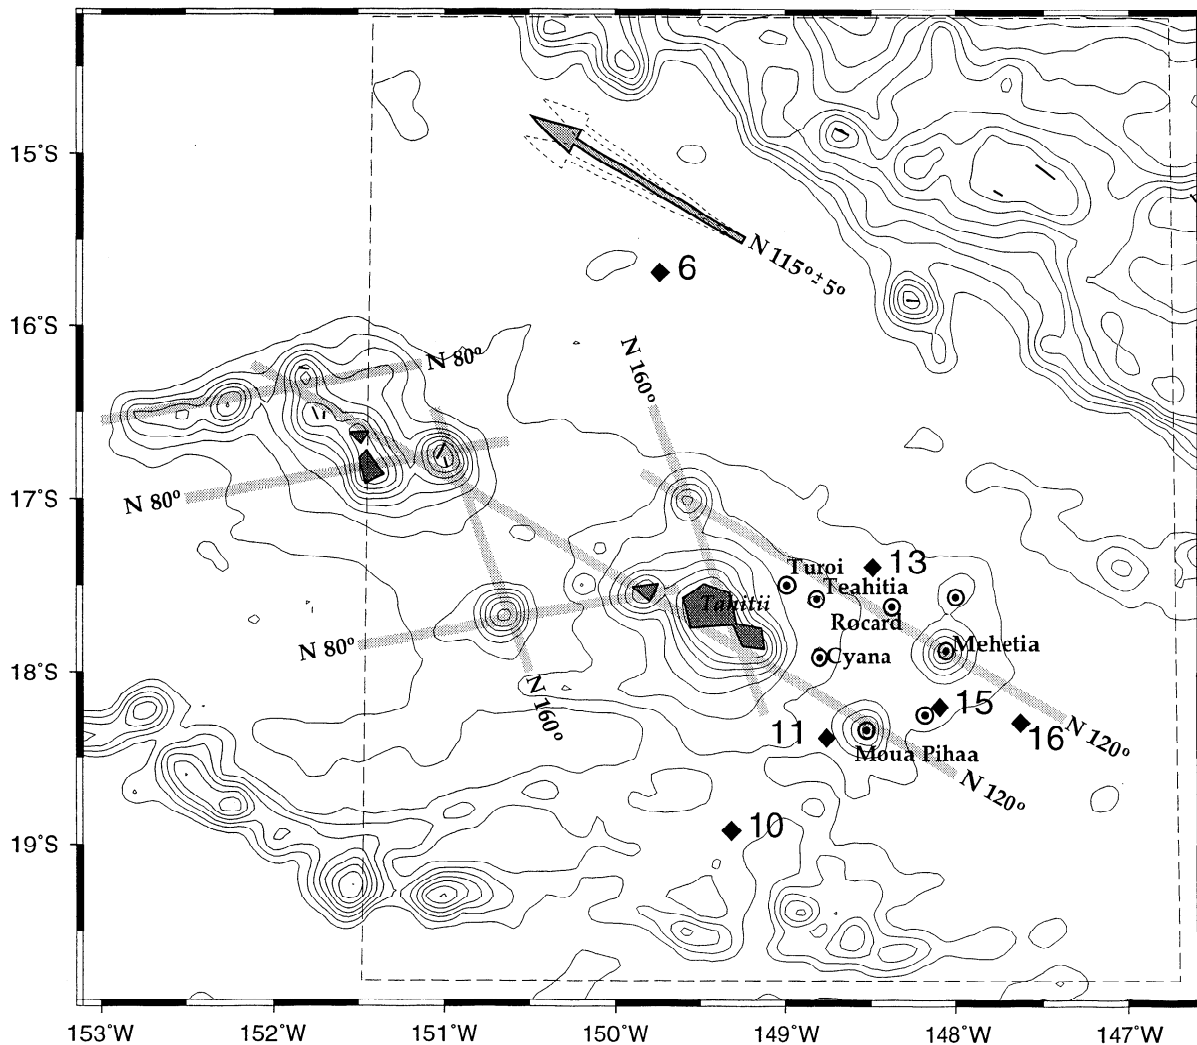 15°S
16°S
17°S
18°S
19°S
153°W
152°W
151°W
150°W
149°W
148°W
147°W
N 115° ± 5°
6
N 80°
N 160°
N 80°
13
Turoi
Teahitia
Tahitii
Rocard
N 80°
Cyana
Mehetia
N 160°
15
11
16
N 120°
Moua Pihaa
N 120°
10